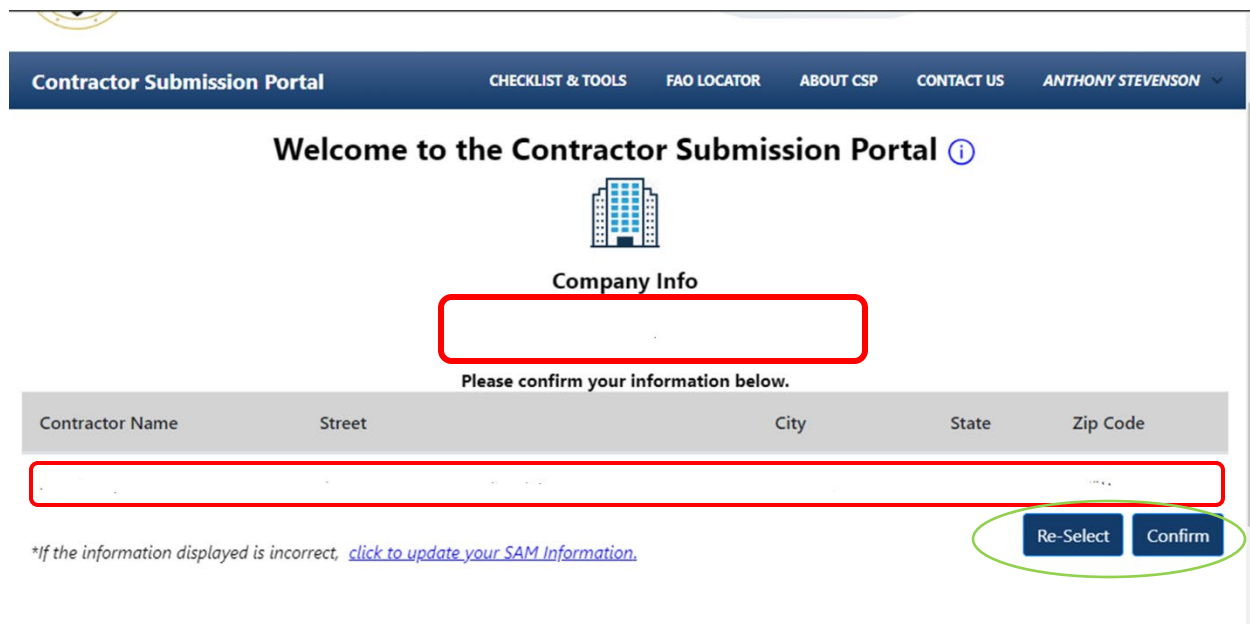 Contractor Submission Portal CHECKLIST & TOOLS FAO LOCATOR ABOUT CSP CONTACT US ANTHONY STEVENSON
Welcome to the Contractor Submission Portal
Company Info
Please confirm your information below.
Contractor Name Street City State Zip Code
Re-Select Confirm
*If the information displayed is incorrect, click to update your SAM Information.